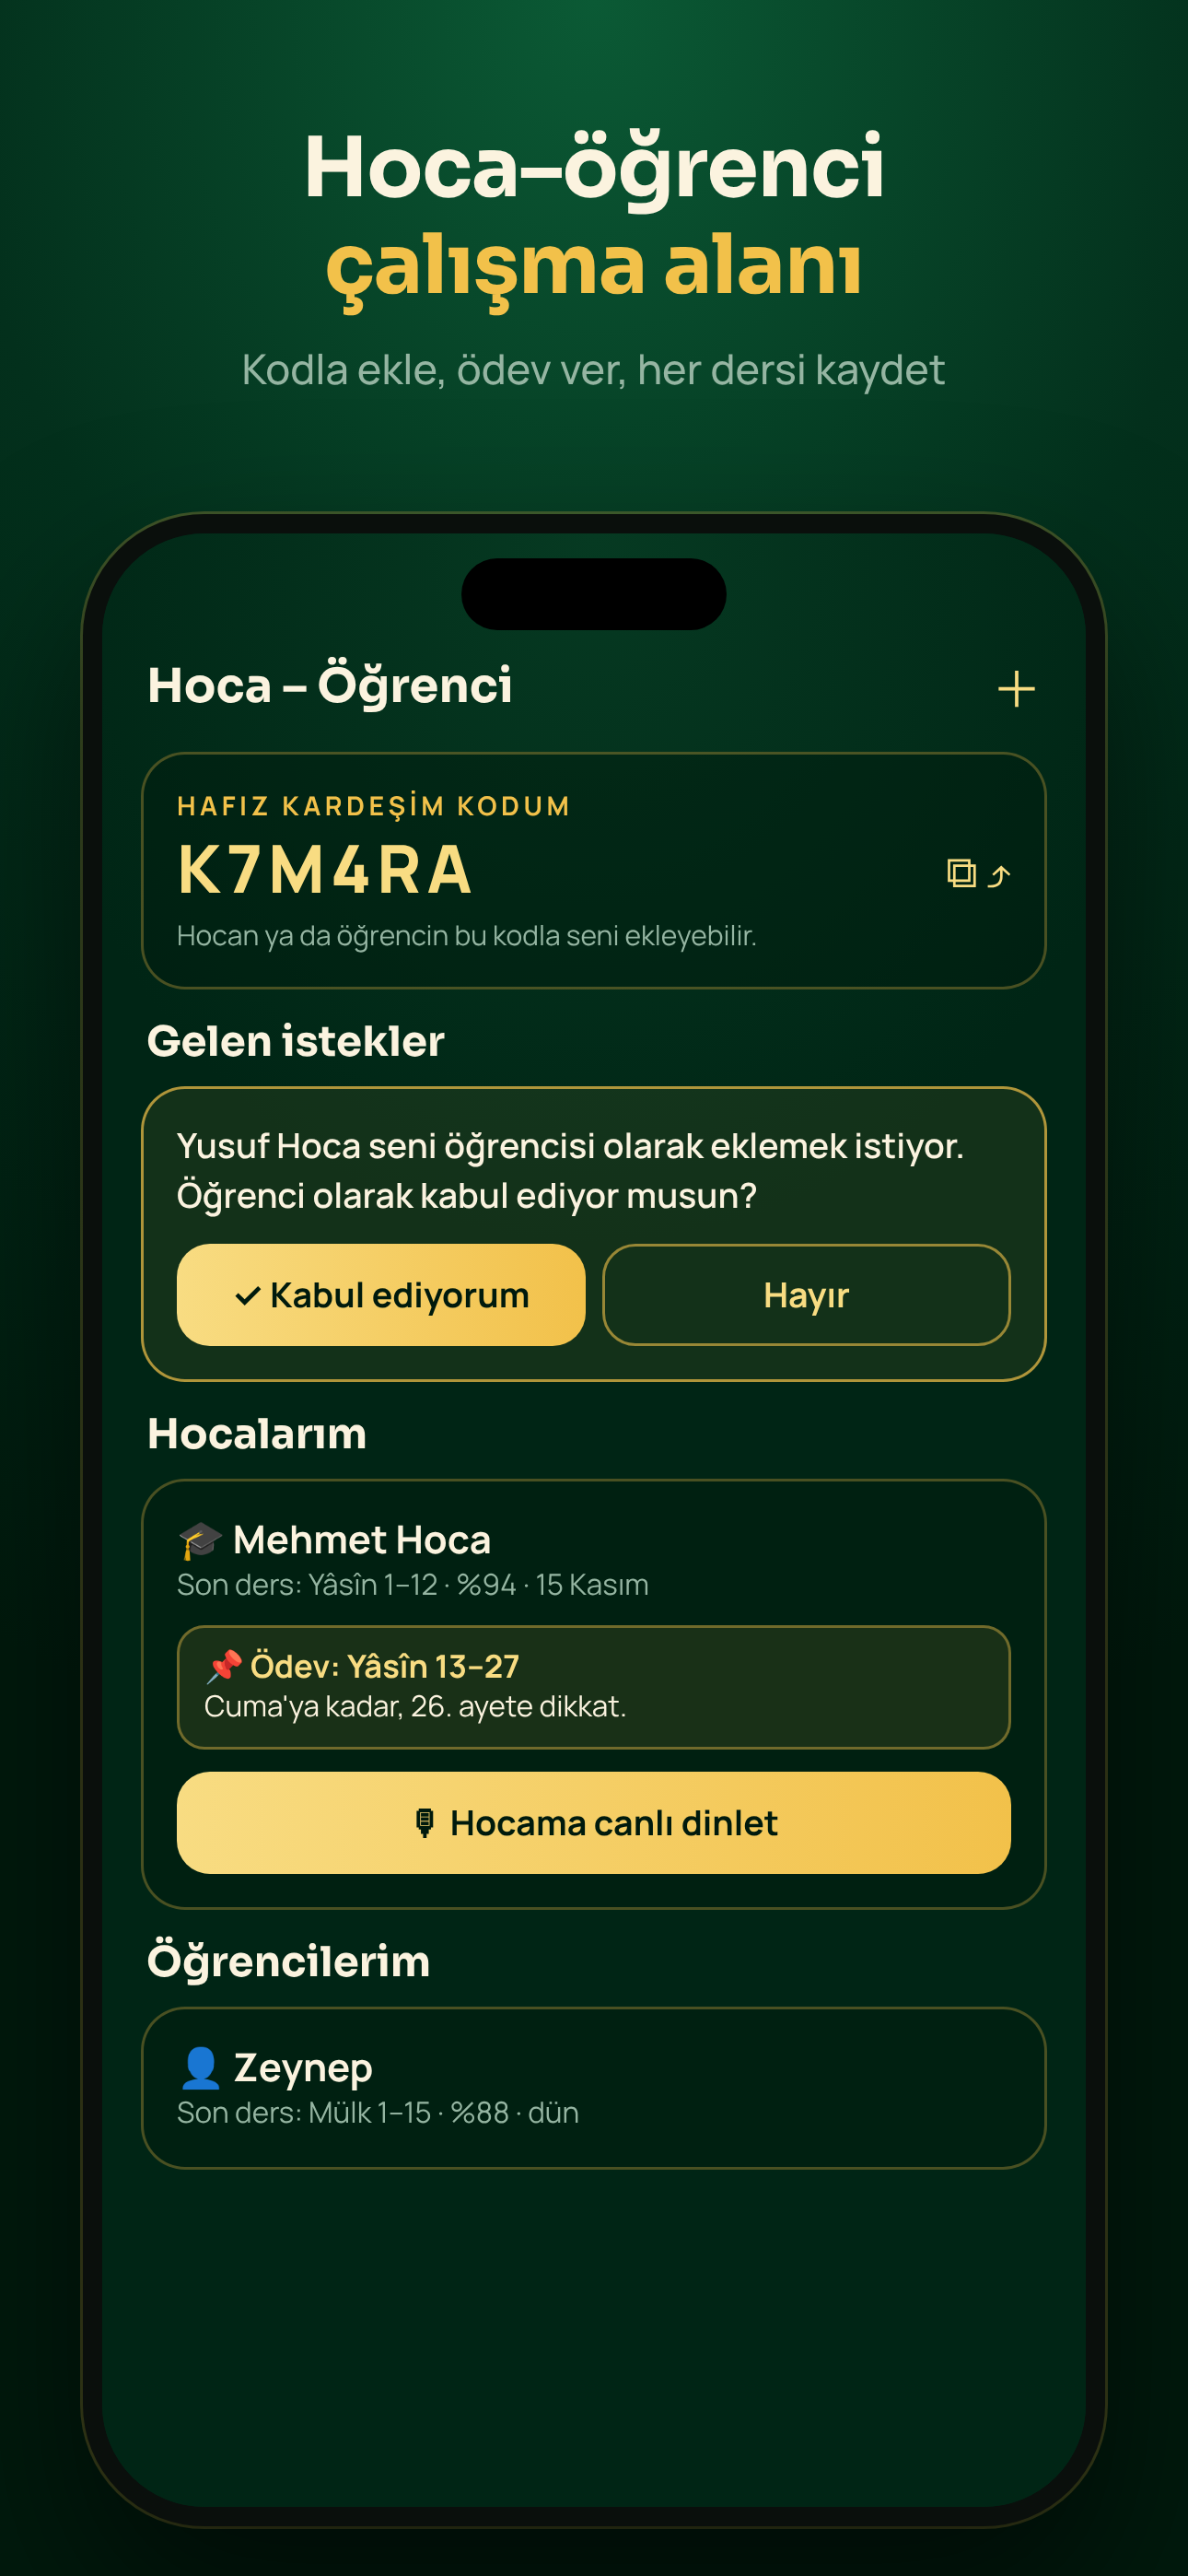 Hoca–öğrenci
çalışma alanı
Kodla ekle, ödev ver, her dersi kaydet
Hoca – Öğrenci
HAFIZ KARDEŞİM KODUM
K7M4RA
Hocan ya da öğrencin bu kodla seni ekleyebilir.
Gelen istekler
Yusuf Hoca seni öğrencisi olarak eklemek istiyor.
Öğrenci olarak kabul ediyor musun?
✓ Kabul ediyorum
Hayır
Hocalarım
Mehmet Hoca
Son ders: Yâsîn 1–12 · %94 · 15 Kasım
Ödev: Yâsîn 13–27
Cuma'ya kadar, 26. ayete dikkat.
Hocama canlı dinlet
Öğrencilerim
Zeynep
Son ders: Mülk 1–15 · %88 · dün